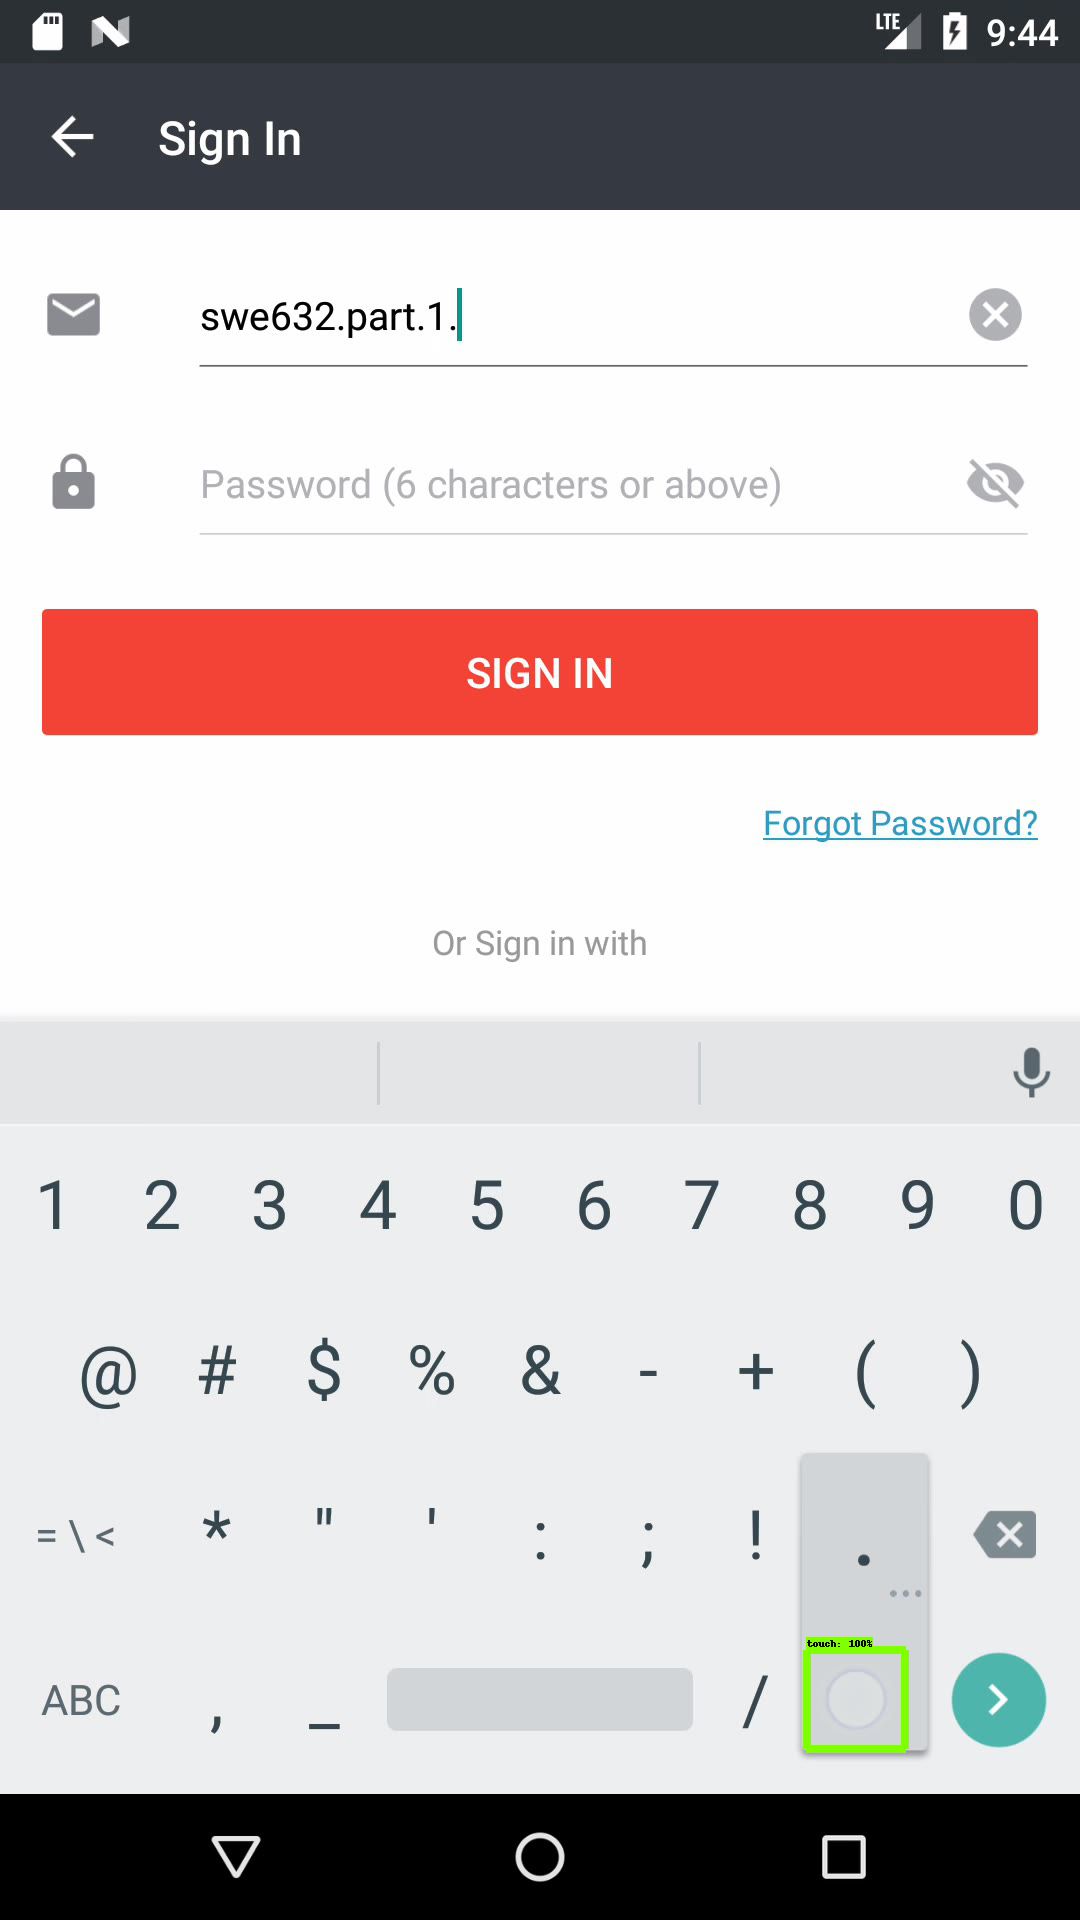 LTE 9:44
Sign In
swe632.part.1.
Password (6 characters or above)
SIGN IN
Forgot Password?
Or Sign in with
1 2 3 4 5 6 7 8 9 0
@ # $ % & - + ( )
= \ < * " ' : ; ! .
...
touch: 100%
ABC , _ /